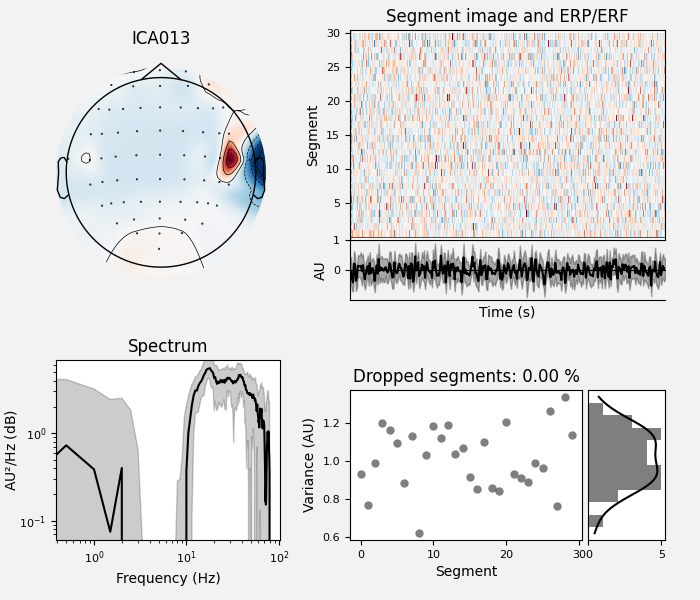 ICA013
Segment image and ERP/ERF
Segment
30
25
20
15
10
5
AU
1
0
Time (s)
Spectrum
AU²/Hz (dB)
10⁰
10⁻¹
10⁰
10¹
10²
Frequency (Hz)
Dropped segments: 0.00 %
Variance (AU)
1.2
1.0
0.8
0.6
0
10
20
30
0
5
Segment